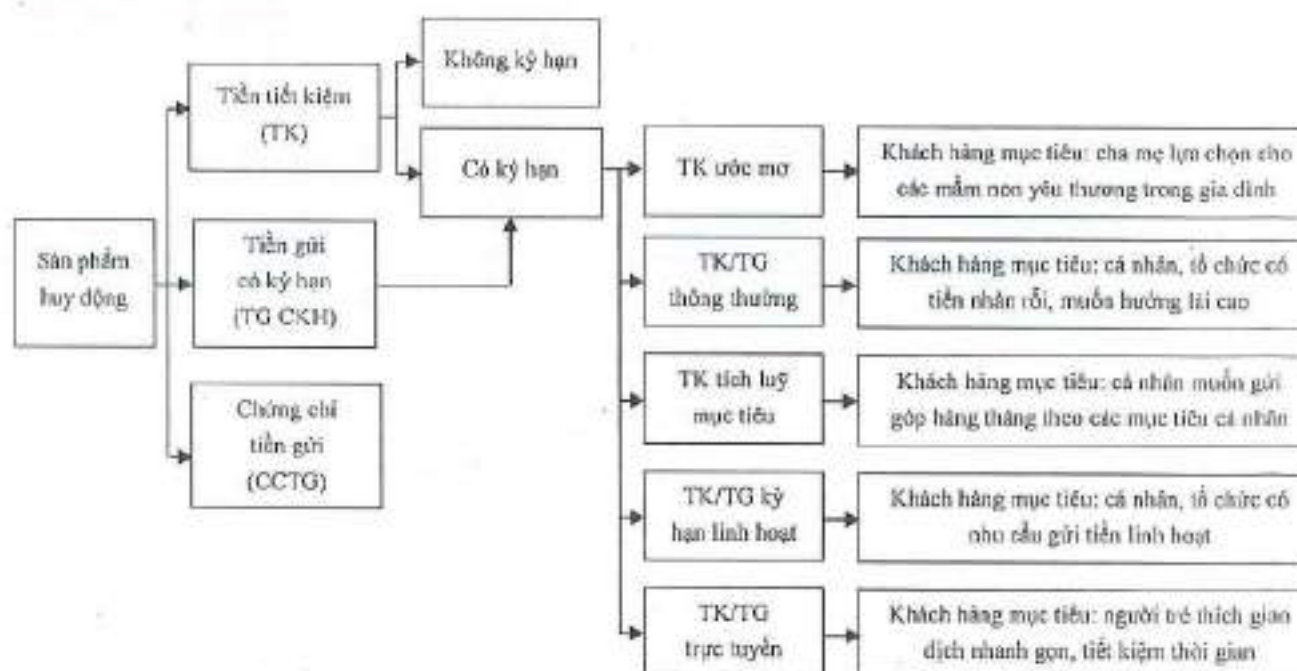 Không kỳ hạn
Tiền tiết kiệm
(TK)
Có kỳ hạn
TK ước mơ
Khách hàng mục tiêu: cha mẹ lựa chọn cho
các mầm non yêu thương trong gia đình
Sản phẩm
huy động
Tiền gửi
có kỳ hạn
(TG CKH)
TK/TG
thông thường
Khách hàng mục tiêu: cá nhân, tổ chức có
tiền nhàn rỗi, muốn hưởng lãi cao
TK tích luỹ
mục tiêu
Khách hàng mục tiêu: cá nhân muốn gửi
góp hàng tháng theo các mục tiêu cá nhân
Chứng chỉ
tiền gửi
(CCTG)
TK/TG kỳ
hạn linh hoạt
Khách hàng mục tiêu: cá nhân, tổ chức có
nhu cầu gửi tiền linh hoạt
TK/TG
trực tuyến
Khách hàng mục tiêu: người trẻ thích giao
dịch nhanh gọn, tiết kiệm thời gian